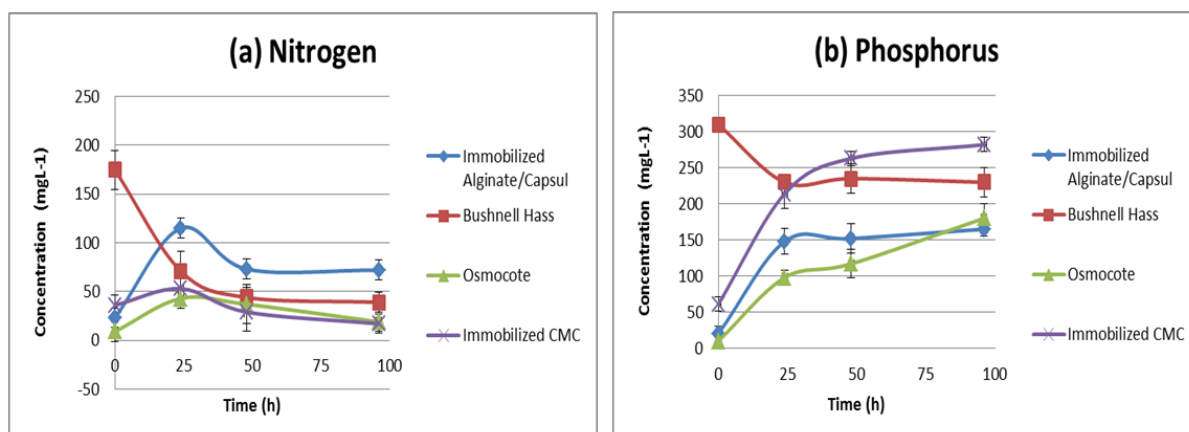 (a) Nitrogen
250
200
150
100
50
0
-50
0
25
50
75
100
Concentration (mgL-1)
Time (h)
Immobilized
Alginate/Capsul
Bushnell Hass
Osmocote
Immobilized CMC
(b) Phosphorus
350
300
250
200
150
100
50
0
0
25
50
75
100
Concentration (mgL-1)
Time (h)
Immobilized
Alginate/Capsul
Bushnell Hass
Osmocote
Immobilized CMC